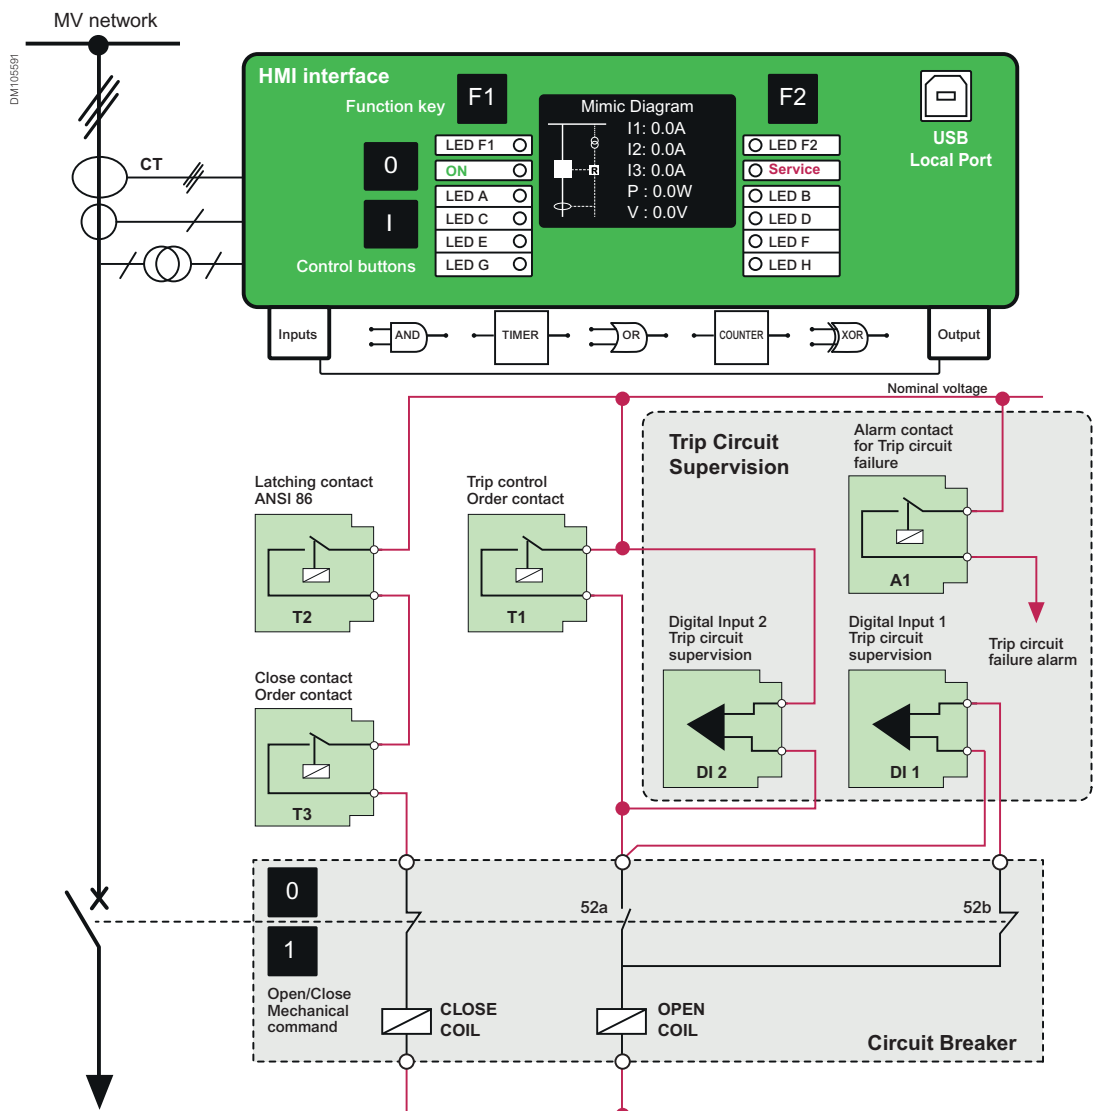 MV network
DM105591
HMI interface
Function key
F1
F2
Mimic Diagram
I1: 0.0A
I2: 0.0A
I3: 0.0A
P : 0.0W
V : 0.0V
R
USB
Local Port
CT
0
I
Control buttons
LED F1
ON
LED A
LED C
LED E
LED G
LED F2
Service
LED B
LED D
LED F
LED H
Inputs
AND
TIMER
OR
COUNTER
XOR
Output
Nominal voltage
Trip Circuit
Supervision
Alarm contact
for Trip circuit
failure
A1
Latching contact
ANSI 86
T2
Trip control
Order contact
T1
Digital Input 2
Trip circuit
supervision
DI 2
Digital Input 1
Trip circuit
supervision
DI 1
Trip circuit
failure alarm
Close contact
Order contact
T3
0
1
Open/Close
Mechanical
command
52a
52b
CLOSE
COIL
OPEN
COIL
Circuit Breaker